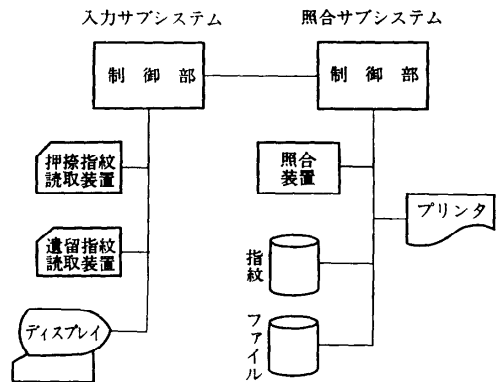 入力サブシステム
照合サブシステム
制御部
制御部
押捺指紋
読取装置
遺留指紋
読取装置
ディスプレイ
照合
装置
プリンタ
指紋
ファイル